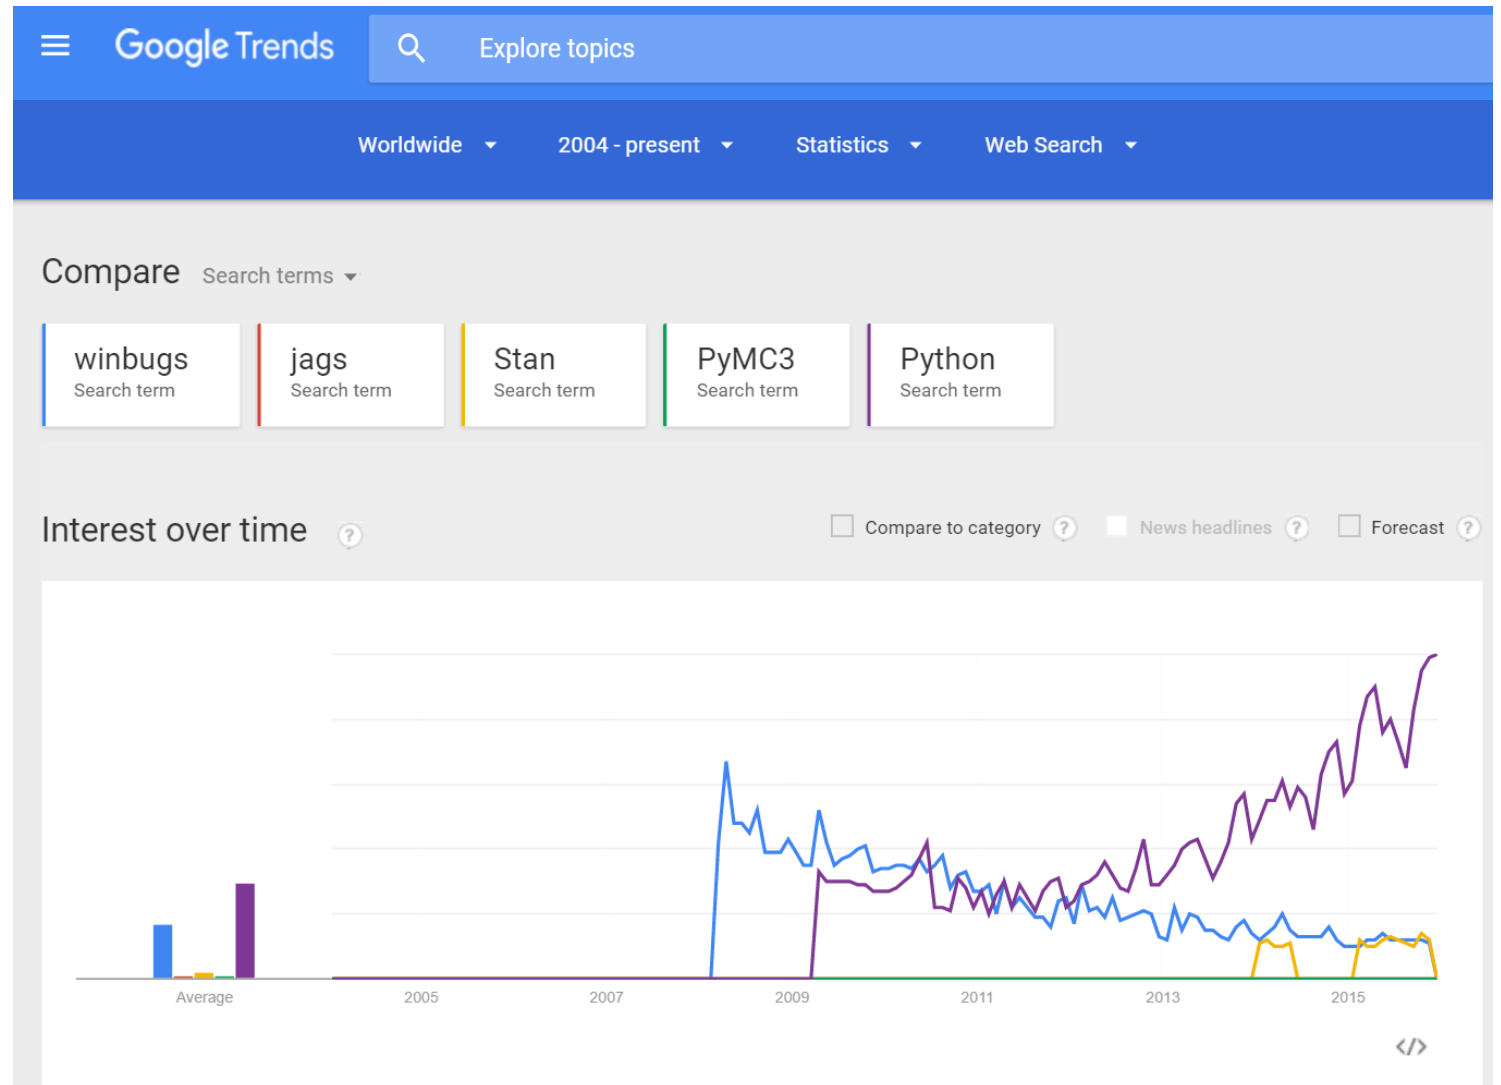 Google Trends
Explore topics
Worldwide 2004 - present Statistics Web Search
Compare Search terms
winbugs jags Stan PyMC3 Python
Search term Search term Search term Search term Search term
Interest over time ? Compare to category ? News headlines ? Forecast ?
Average 2005 2007 2009 2011 2013 2015
</>